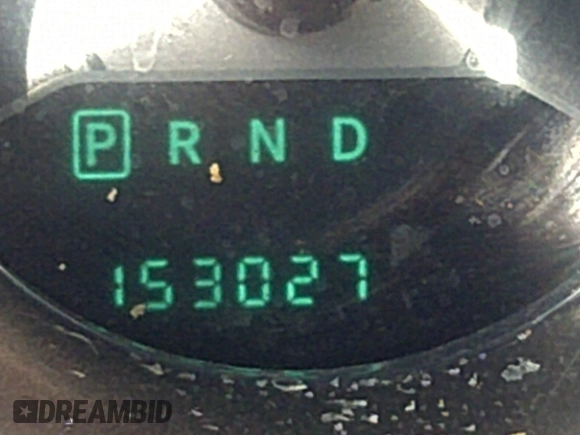 P R N D
153027
DREAMBID